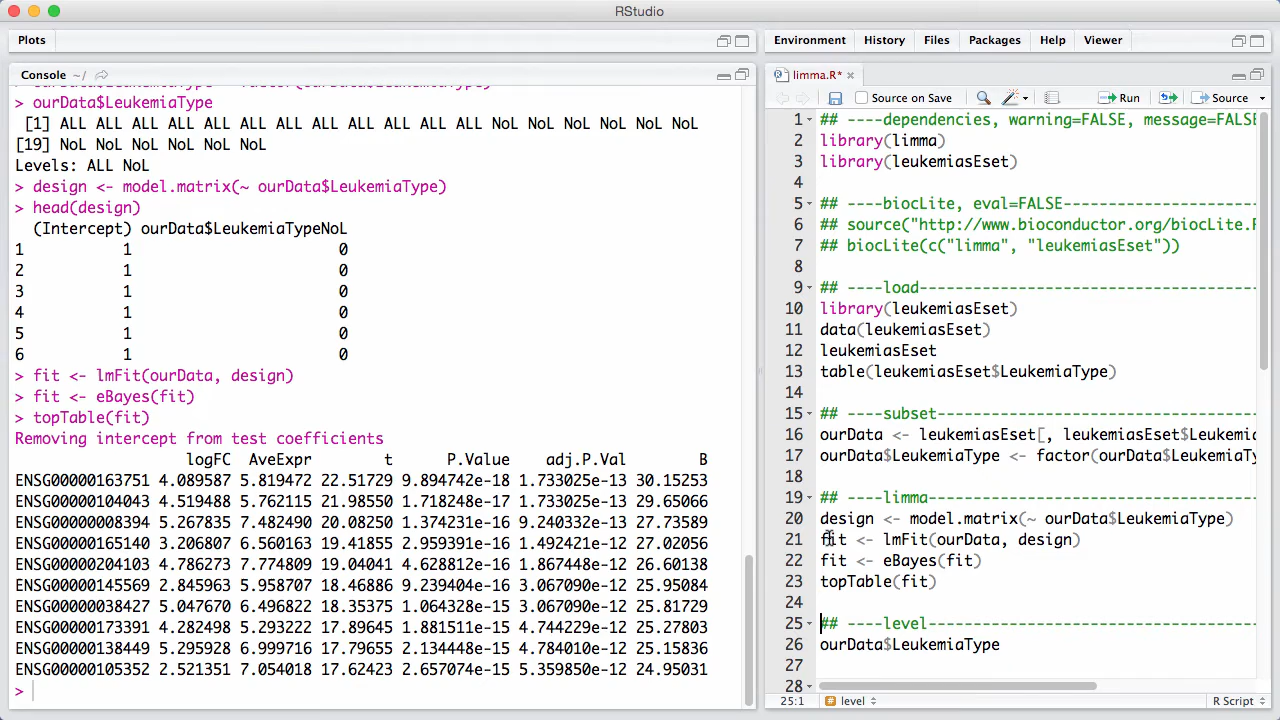 RStudio
Plots
Console ~/
> ourData$LeukemiaType
[1] ALL ALL ALL ALL ALL ALL ALL ALL ALL ALL ALL ALL NoL NoL NoL NoL NoL NoL
[19] NoL NoL NoL NoL NoL NoL
Levels: ALL NoL
> design <- model.matrix(~ ourData$LeukemiaType)
> head(design)
(Intercept) ourData$LeukemiaTypeNoL
1 1 0
2 1 0
3 1 0
4 1 0
5 1 0
6 1 0
> fit <- lmFit(ourData, design)
> fit <- eBayes(fit)
> topTable(fit)
Removing intercept from test coefficients
logFC AveExpr t P.Value adj.P.Val B
ENSG00000163751 4.089587 5.819472 22.51729 9.894742e-18 1.733025e-13 30.15253
ENSG00000104043 4.519488 5.762115 21.98550 1.718248e-17 1.733025e-13 29.65066
ENSG00000008394 5.267835 7.482490 20.08250 1.374231e-16 9.240332e-13 27.73589
ENSG00000165140 3.206807 6.560163 19.41855 2.959391e-16 1.492421e-12 27.02056
ENSG00000204103 4.786273 7.774809 19.04041 4.628812e-16 1.867448e-12 26.60138
ENSG00000145569 2.845963 5.958707 18.46886 9.239404e-16 3.067090e-12 25.95084
ENSG00000038427 5.047670 6.496822 18.35375 1.064328e-15 3.067090e-12 25.81729
ENSG00000173391 4.282498 5.293222 17.89645 1.881511e-15 4.744229e-12 25.27803
ENSG00000138449 5.295928 6.999716 17.79655 2.134448e-15 4.784010e-12 25.15836
ENSG00000105352 2.521351 7.054018 17.62423 2.657074e-15 5.359850e-12 24.95031
>
Environment History Files Packages Help Viewer
limma.R*
Source on Save Run Source
1 ## ----dependencies, warning=FALSE, message=FALSE
2 library(limma)
3 library(leukemiasEset)
4
5 ## ----biocLite, eval=FALSE----------------------
6 ## source("http://www.bioconductor.org/biocLite.R
7 ## biocLite(c("limma", "leukemiasEset"))
8
9 ## ----load--------------------------------------
10 library(leukemiasEset)
11 data(leukemiasEset)
12 leukemiasEset
13 table(leukemiasEset$LeukemiaType)
14
15 ## ----subset------------------------------------
16 ourData <- leukemiasEset[, leukemiasEset$Leukemia
17 ourData$LeukemiaType <- factor(ourData$LeukemiaTy
18
19 ## ----limma-------------------------------------
20 design <- model.matrix(~ ourData$LeukemiaType)
21 fit <- lmFit(ourData, design)
22 fit <- eBayes(fit)
23 topTable(fit)
24
25 ## ----level-------------------------------------
26 ourData$LeukemiaType
27
28
25:1 # level R Script